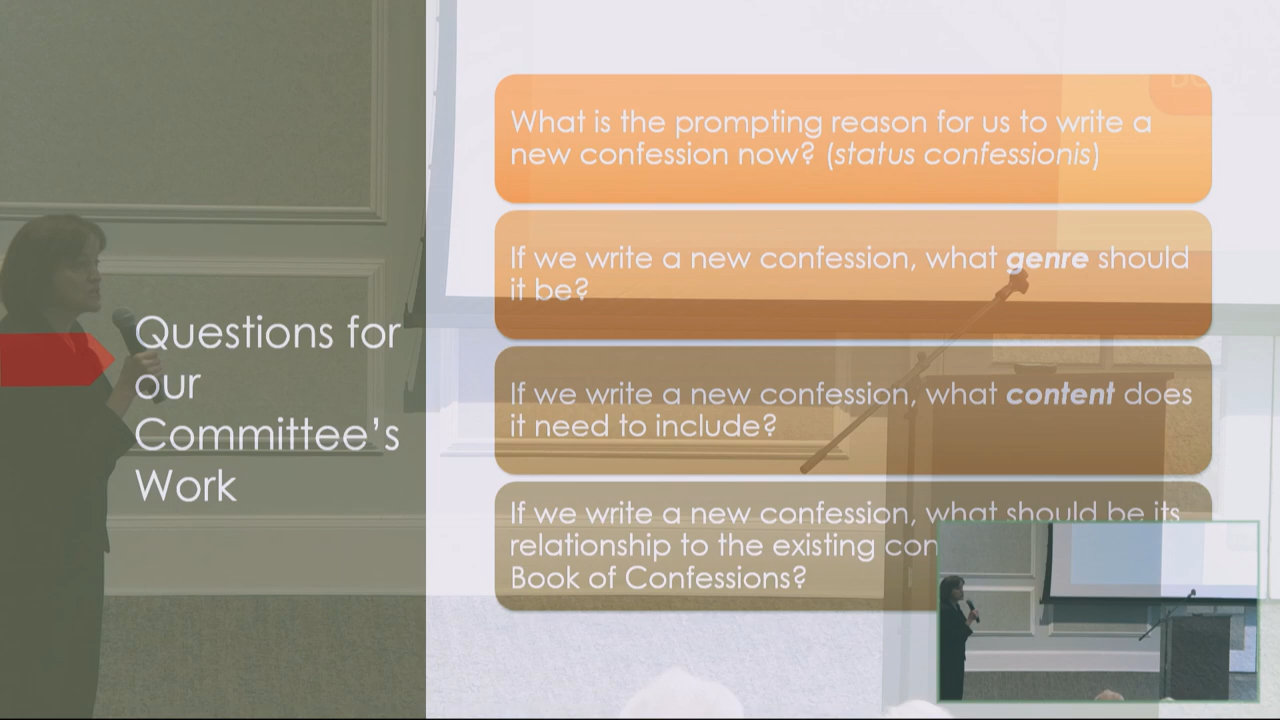 Questions for
our
Committee's
Work
What is the prompting reason for us to write a
new confession now? (status confessionis)
If we write a new confession, what genre should
it be?
If we write a new confession, what content does
it need to include?
If we write a new confession, what should be its
relationship to the existing
Book of Confessions?